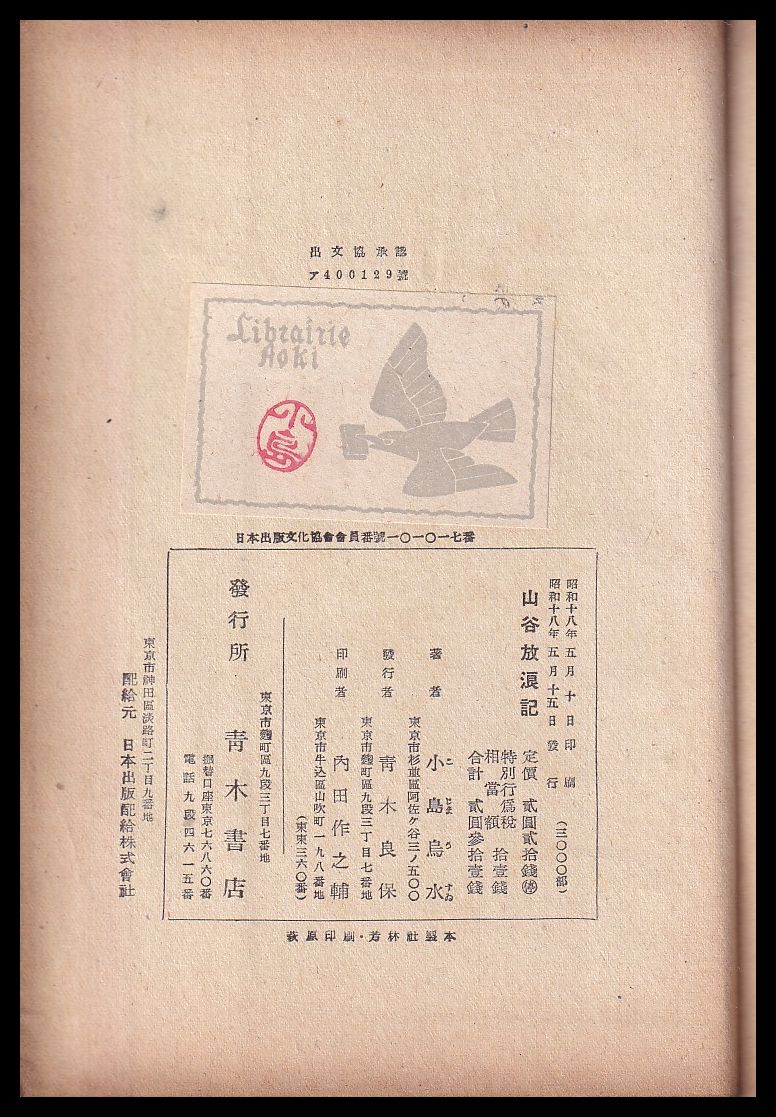 出文協承認
ア400129號
Librairie
Aoki
小島
日本出版文化協會會員番號一〇一〇一七番
昭和十八年五月十日印刷
昭和十八年五月十五日發行
(三〇〇〇部)
山谷放浪記
定價 貳圓貳拾錢㊞
特別行爲稅相當額 拾壹錢
合計 貳圓參拾壹錢
著者 小島烏水
こじまうすゐ
東京市杉並區阿佐ケ谷三ノ五〇〇
發行者 青木良保
東京市麴町區九段三丁目七番地
印刷者 內田作之輔
東京市牛込區山吹町一九八番地
(東東三六〇番)
發行所 青木書店
東京市麴町區九段三丁目七番地
振替口座東京七六八六〇番
電話九段四六一五番
東京市神田區淡路町二丁目九番地
配給元 日本出版配給株式會社
萩原印刷・芳林社製本